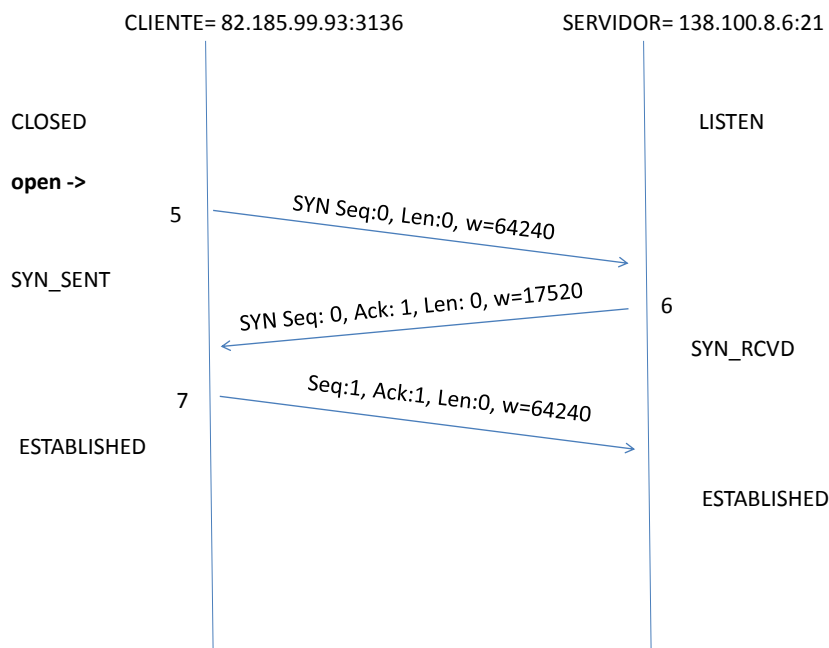 CLIENTE= 82.185.99.93:3136
SERVIDOR= 138.100.8.6:21
CLOSED
LISTEN
open ->
5
SYN Seq:0, Len:0, w=64240
SYN_SENT
SYN Seq: 0, Ack: 1, Len: 0, w=17520
6
SYN_RCVD
7
Seq:1, Ack:1, Len:0, w=64240
ESTABLISHED
ESTABLISHED